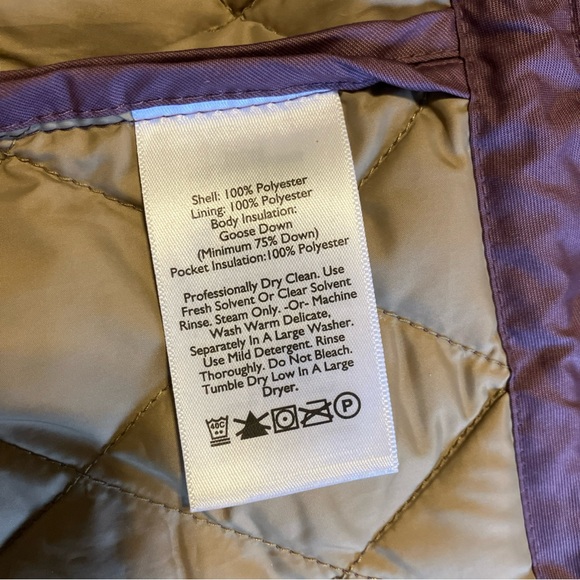 Shell: 100% Polyester
Lining: 100% Polyester
Body Insulation:
Goose Down
(Minimum 75% Down)
Pocket Insulation:100% Polyester
Professionally Dry Clean. Use
Fresh Solvent Or Clear Solvent
Rinse. Steam Only. -Or- Machine
Wash Warm Delicate,
Separately In A Large Washer.
Use Mild Detergent. Rinse
Thoroughly. Do Not Bleach.
Tumble Dry Low In A Large
Dryer.
40C P